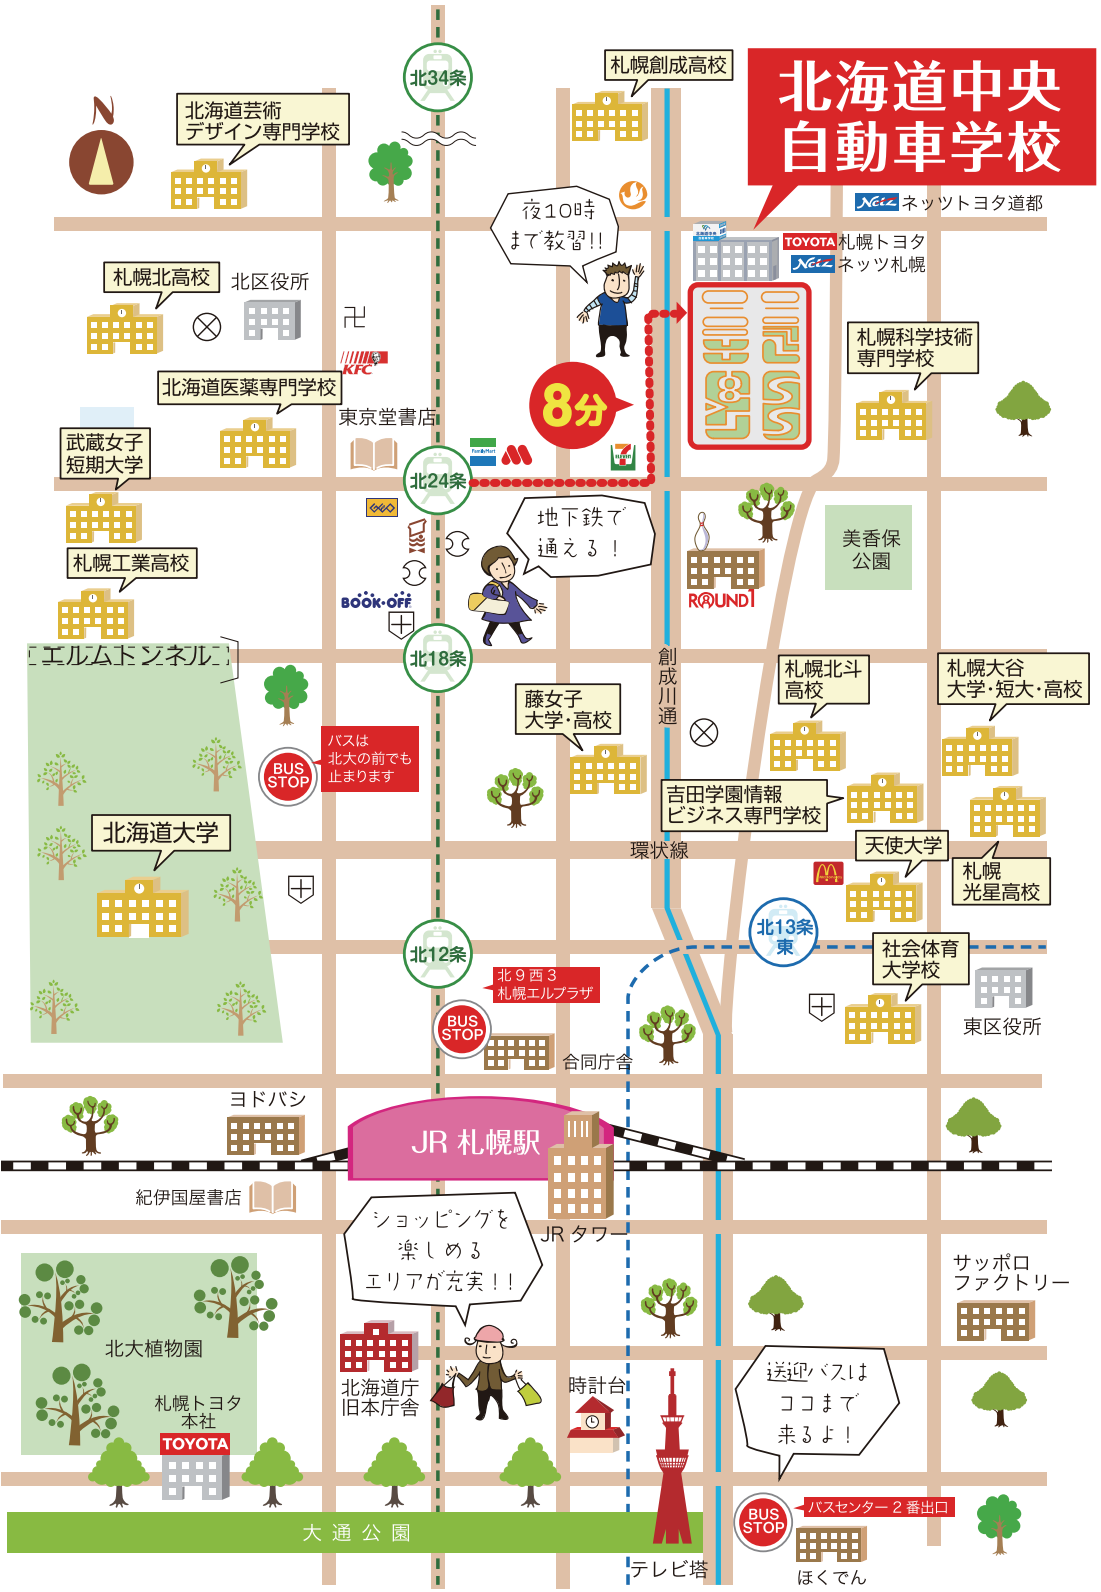 北34条
札幌創成高校
北海道中央
自動車学校
北海道芸術
デザイン専門学校
N
夜10時
まで教習!!
Netz ネッツトヨタ道都
TOYOTA 札幌トヨタ
Netz ネッツ札幌
札幌北高校
北区役所
卍
KFC
札幌科学技術
専門学校
北海道医薬専門学校
東京堂書店
8分
武蔵女子
短期大学
北24条
FamilyMart
7
ELEVEN
GEO
地下鉄で
通える!
美香保
公園
札幌工業高校
BOOK・OFF
ROUND1
エルムトンネル
北18条
創成川通
札幌北斗
高校
札幌大谷
大学・短大・高校
藤女子
大学・高校
バスは
北大の前でも
止まります
BUS
STOP
吉田学園情報
ビジネス専門学校
北海道大学
環状線
天使大学
札幌
光星高校
北13条
東
北12条
社会体育
大学校
北9西3
札幌エルプラザ
BUS
STOP
東区役所
合同庁舎
ヨドバシ
JR 札幌駅
紀伊国屋書店
JRタワー
ショッピングを
楽しめる
エリアが充実!!
サッポロ
ファクトリー
北大植物園
北海道庁
旧本庁舎
時計台
送迎バスは
ココまで
来るよ!
札幌トヨタ
本社
TOYOTA
大通公園
BUS
STOP
バスセンター2番出口
テレビ塔
ほくでん